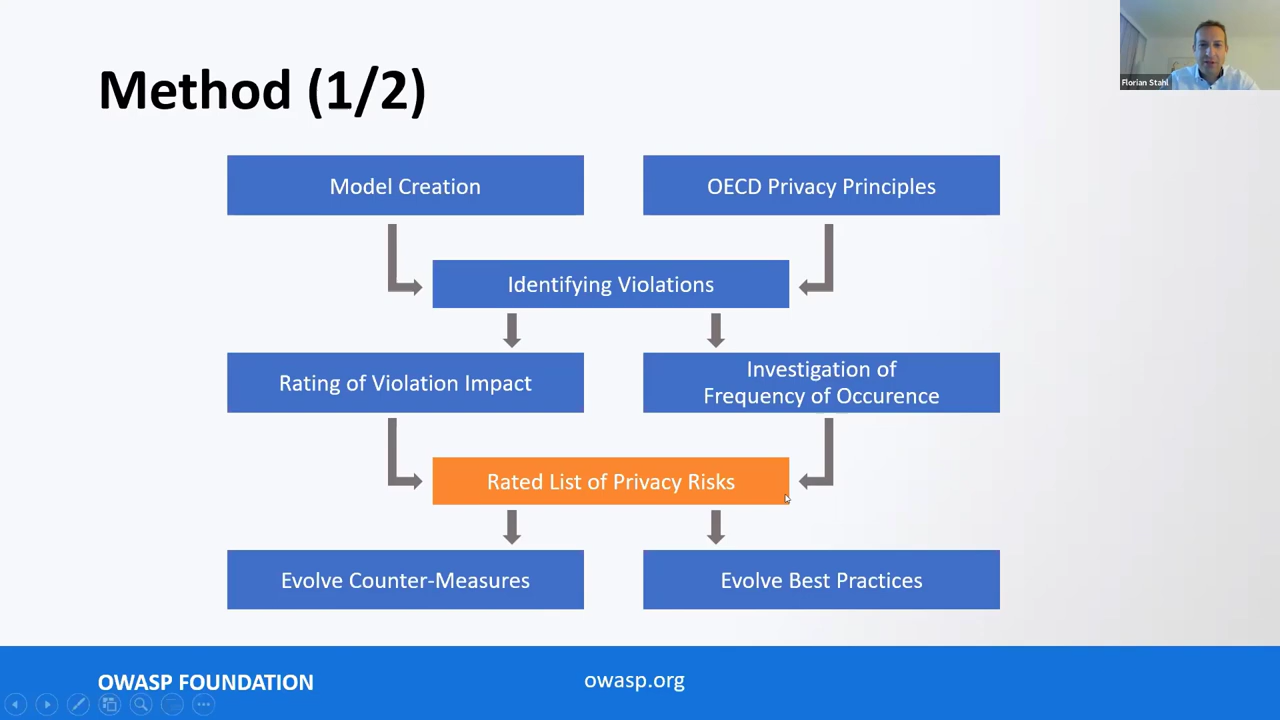 Method (1/2)
Florian Stahl
Model Creation
OECD Privacy Principles
Identifying Violations
Rating of Violation Impact
Investigation of
Frequency of Occurence
Rated List of Privacy Risks
Evolve Counter-Measures
Evolve Best Practices
OWASP FOUNDATION
owasp.org